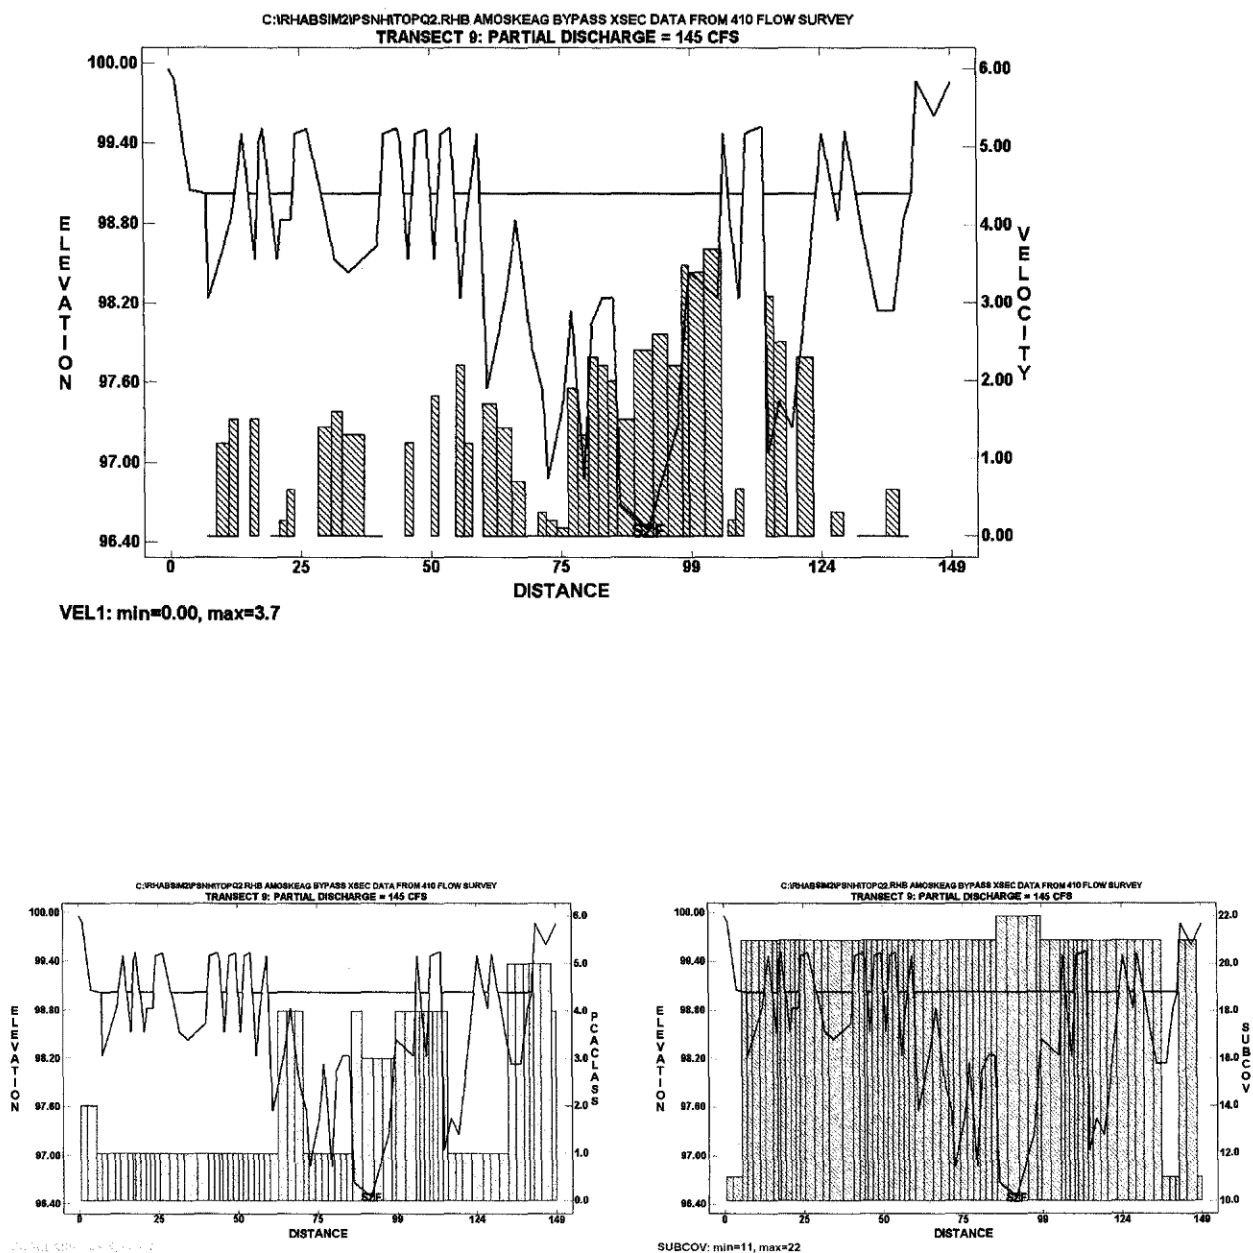 C:\RHABSIM2\PSNH\TOPQ2.RHB AMOSKEAG BYPASS XSEC DATA FROM 410 FLOW SURVEY
TRANSECT 9: PARTIAL DISCHARGE = 145 CFS
100.00
99.40
98.80
98.20
97.60
97.00
96.40
ELEVATION
6.00
5.00
4.00
3.00
2.00
1.00
0.00
VELOCITY
SZF
0 25 50 75 99 124 149
DISTANCE
VEL1: min=0.00, max=3.7
C:\RHABSIM2\PSNH\TOPQ2.RHB AMOSKEAG BYPASS XSEC DATA FROM 410 FLOW SURVEY
TRANSECT 9: PARTIAL DISCHARGE = 145 CFS
100.00
99.40
98.80
98.20
97.60
97.00
96.40
ELEVATION
6.0
5.0
4.0
3.0
2.0
1.0
0.0
PCACLASS
SZF
0 25 50 75 99 124 149
DISTANCE
C:\RHABSIM2\PSNH\TOPQ2.RHB AMOSKEAG BYPASS XSEC DATA FROM 410 FLOW SURVEY
TRANSECT 9: PARTIAL DISCHARGE = 145 CFS
100.00
99.40
98.80
98.20
97.60
97.00
96.40
ELEVATION
22.0
20.0
18.0
16.0
14.0
12.0
10.0
SUBCOV
SZF
0 25 50 75 99 124 149
DISTANCE
SUBCOV: min=11, max=22